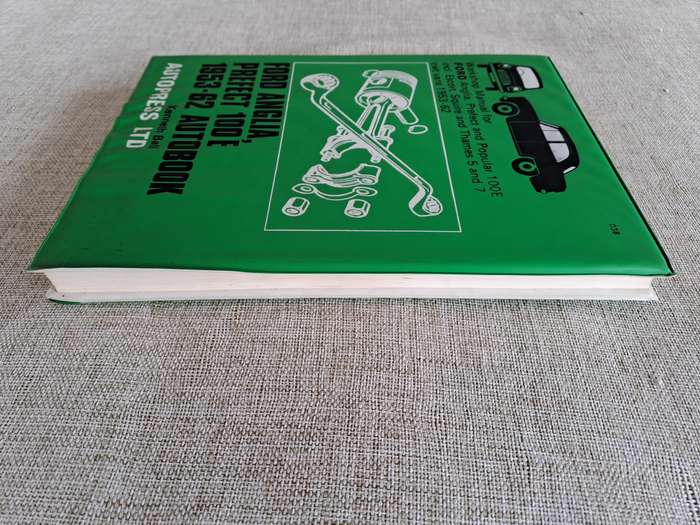 Workshop Manual for
FORD Anglia, Prefect and Popular 100E
incl Escort, Squire and Thames 5 and 7
cwt vans 1953-62
FORD ANGLIA,
PREFECT 100E
1953-62 AUTOBOOK
Kenneth Ball
AUTOPRESS LTD